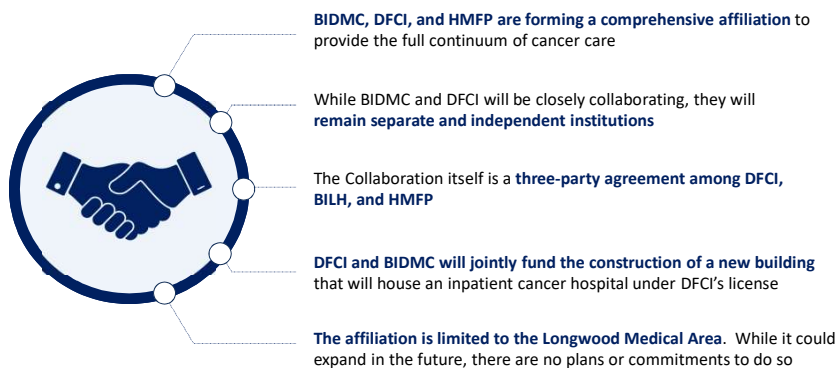 BIDMC, DFCI, and HMFP are forming a comprehensive affiliation to
provide the full continuum of cancer care
While BIDMC and DFCI will be closely collaborating, they will
remain separate and independent institutions
The Collaboration itself is a three-party agreement among DFCI,
BILH, and HMFP
DFCI and BIDMC will jointly fund the construction of a new building
that will house an inpatient cancer hospital under DFCI’s license
The affiliation is limited to the Longwood Medical Area.  While it could
expand in the future, there are no plans or commitments to do so